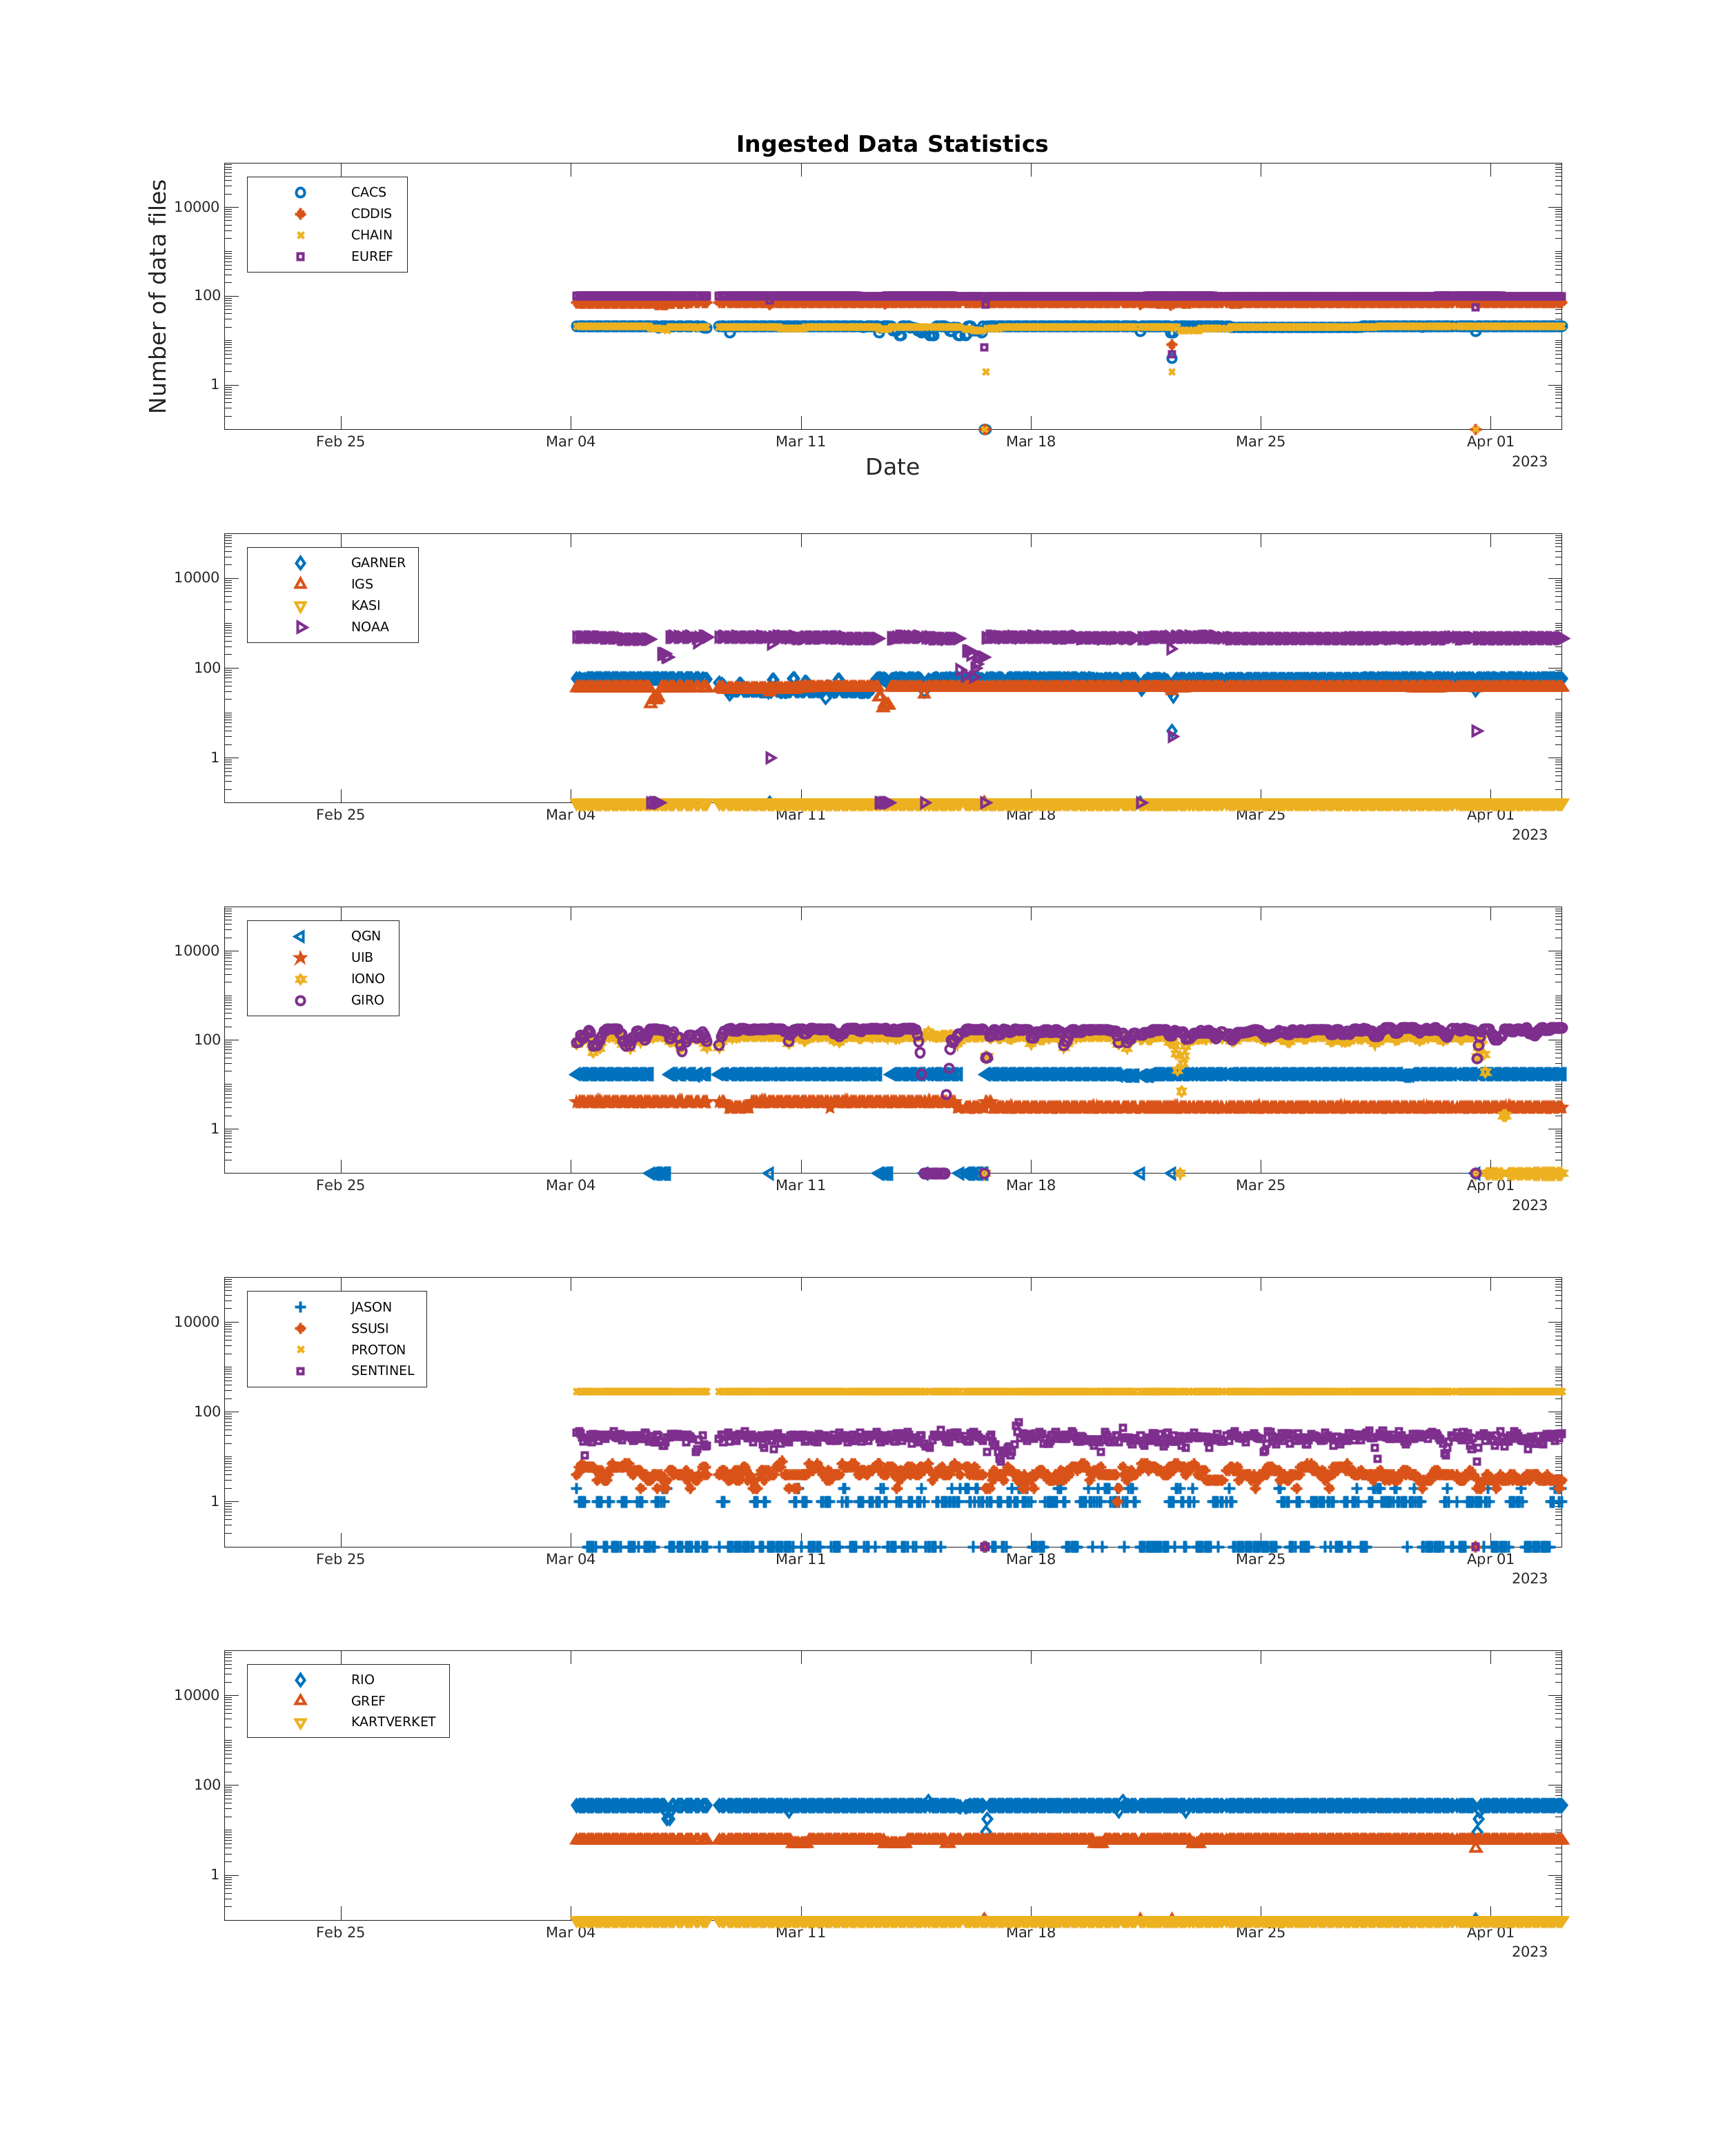 Ingested Data Statistics
Number of data files
CACS
CDDIS
CHAIN
EUREF
10000
100
1
Feb 25 Mar 04 Mar 11 Mar 18 Mar 25 Apr 01
2023
Date
GARNER
IGS
KASI
NOAA
10000
100
1
Feb 25 Mar 04 Mar 11 Mar 18 Mar 25 Apr 01
2023
QGN
UIB
IONO
GIRO
10000
100
1
Feb 25 Mar 04 Mar 11 Mar 18 Mar 25 Apr 01
2023
JASON
SSUSI
PROTON
SENTINEL
10000
100
1
Feb 25 Mar 04 Mar 11 Mar 18 Mar 25 Apr 01
2023
RIO
GREF
KARTVERKET
10000
100
1
Feb 25 Mar 04 Mar 11 Mar 18 Mar 25 Apr 01
2023